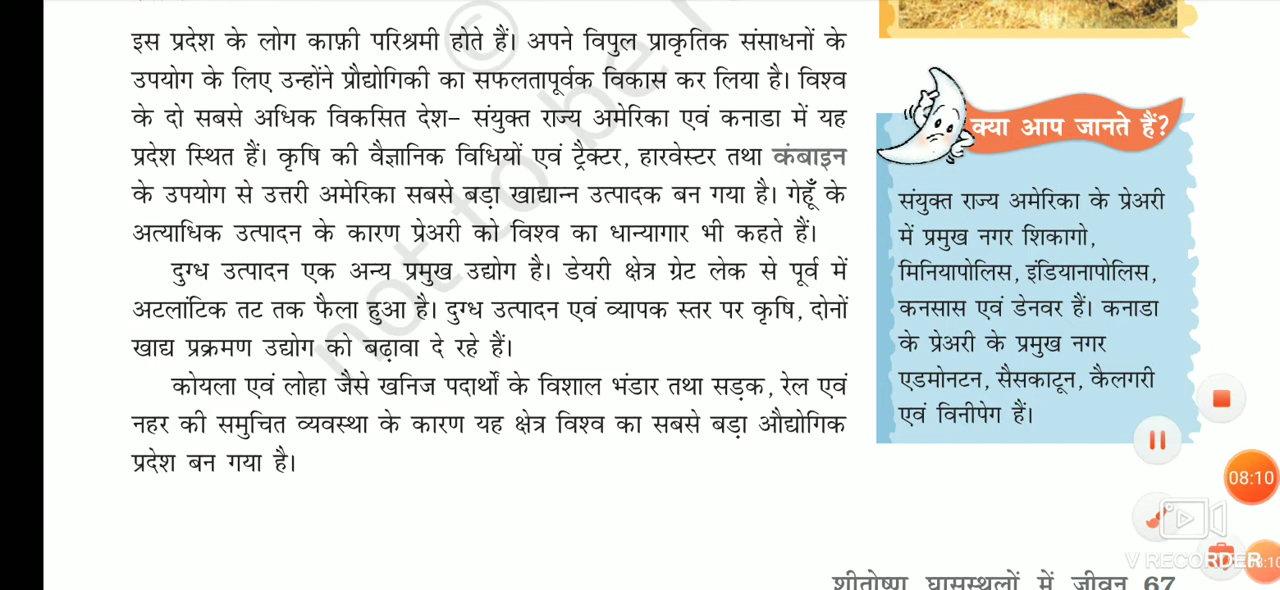 इस प्रदेश के लोग काफ़ी परिश्रमी होते हैं। अपने विपुल प्राकृतिक संसाधनों के
उपयोग के लिए उन्होंने प्रौद्योगिकी का सफलतापूर्वक विकास कर लिया है। विश्व
के दो सबसे अधिक विकसित देश– संयुक्त राज्य अमेरिका एवं कनाडा में यह
प्रदेश स्थित हैं। कृषि की वैज्ञानिक विधियों एवं ट्रैक्टर, हारवेस्टर तथा कंबाइन
के उपयोग से उत्तरी अमेरिका सबसे बड़ा खाद्यान्न उत्पादक बन गया है। गेहूँ के
अत्याधिक उत्पादन के कारण प्रेअरी को विश्व का धान्यागार भी कहते हैं।
दुग्ध उत्पादन एक अन्य प्रमुख उद्योग है। डेयरी क्षेत्र ग्रेट लेक से पूर्व में
अटलांटिक तट तक फैला हुआ है। दुग्ध उत्पादन एवं व्यापक स्तर पर कृषि, दोनों
खाद्य प्रक्रमण उद्योग को बढ़ावा दे रहे हैं।
कोयला एवं लोहा जैसे खनिज पदार्थों के विशाल भंडार तथा सड़क, रेल एवं
नहर की समुचित व्यवस्था के कारण यह क्षेत्र विश्व का सबसे बड़ा औद्योगिक
प्रदेश बन गया है।
क्या आप जानते हैं?
संयुक्त राज्य अमेरिका के प्रेअरी
में प्रमुख नगर शिकागो,
मिनियापोलिस, इंडियानापोलिस,
कनसास एवं डेनवर हैं। कनाडा
के प्रेअरी के प्रमुख नगर
एडमोनटन, सैसकाटून, कैलगरी
एवं विनीपेग हैं।
© not to be
08:10
V RECORDER
08:10
शीतोष्ण घासस्थलों में जीवन 67